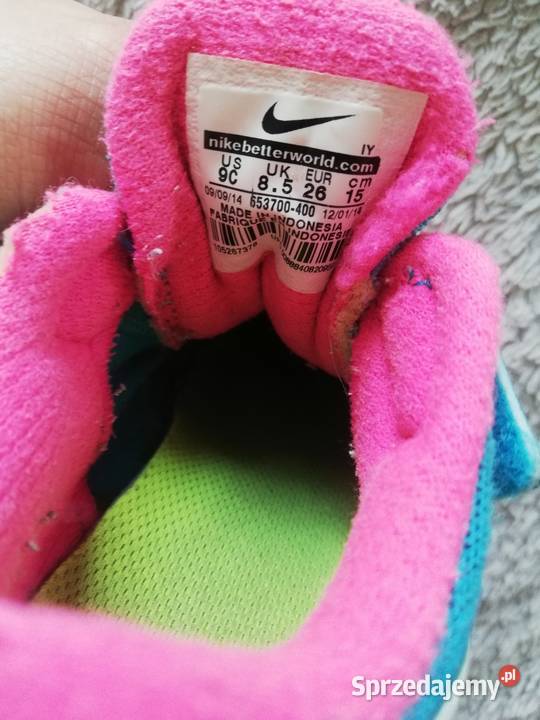 IY
nikebetterworld.com
US UK EUR cm
9C 8.5 26 15
09/09/14 653700-400 12/01/14
MADE IN INDONESIA
FABRIQUE INDONESIE
105267378
Sprzedajemy.pl